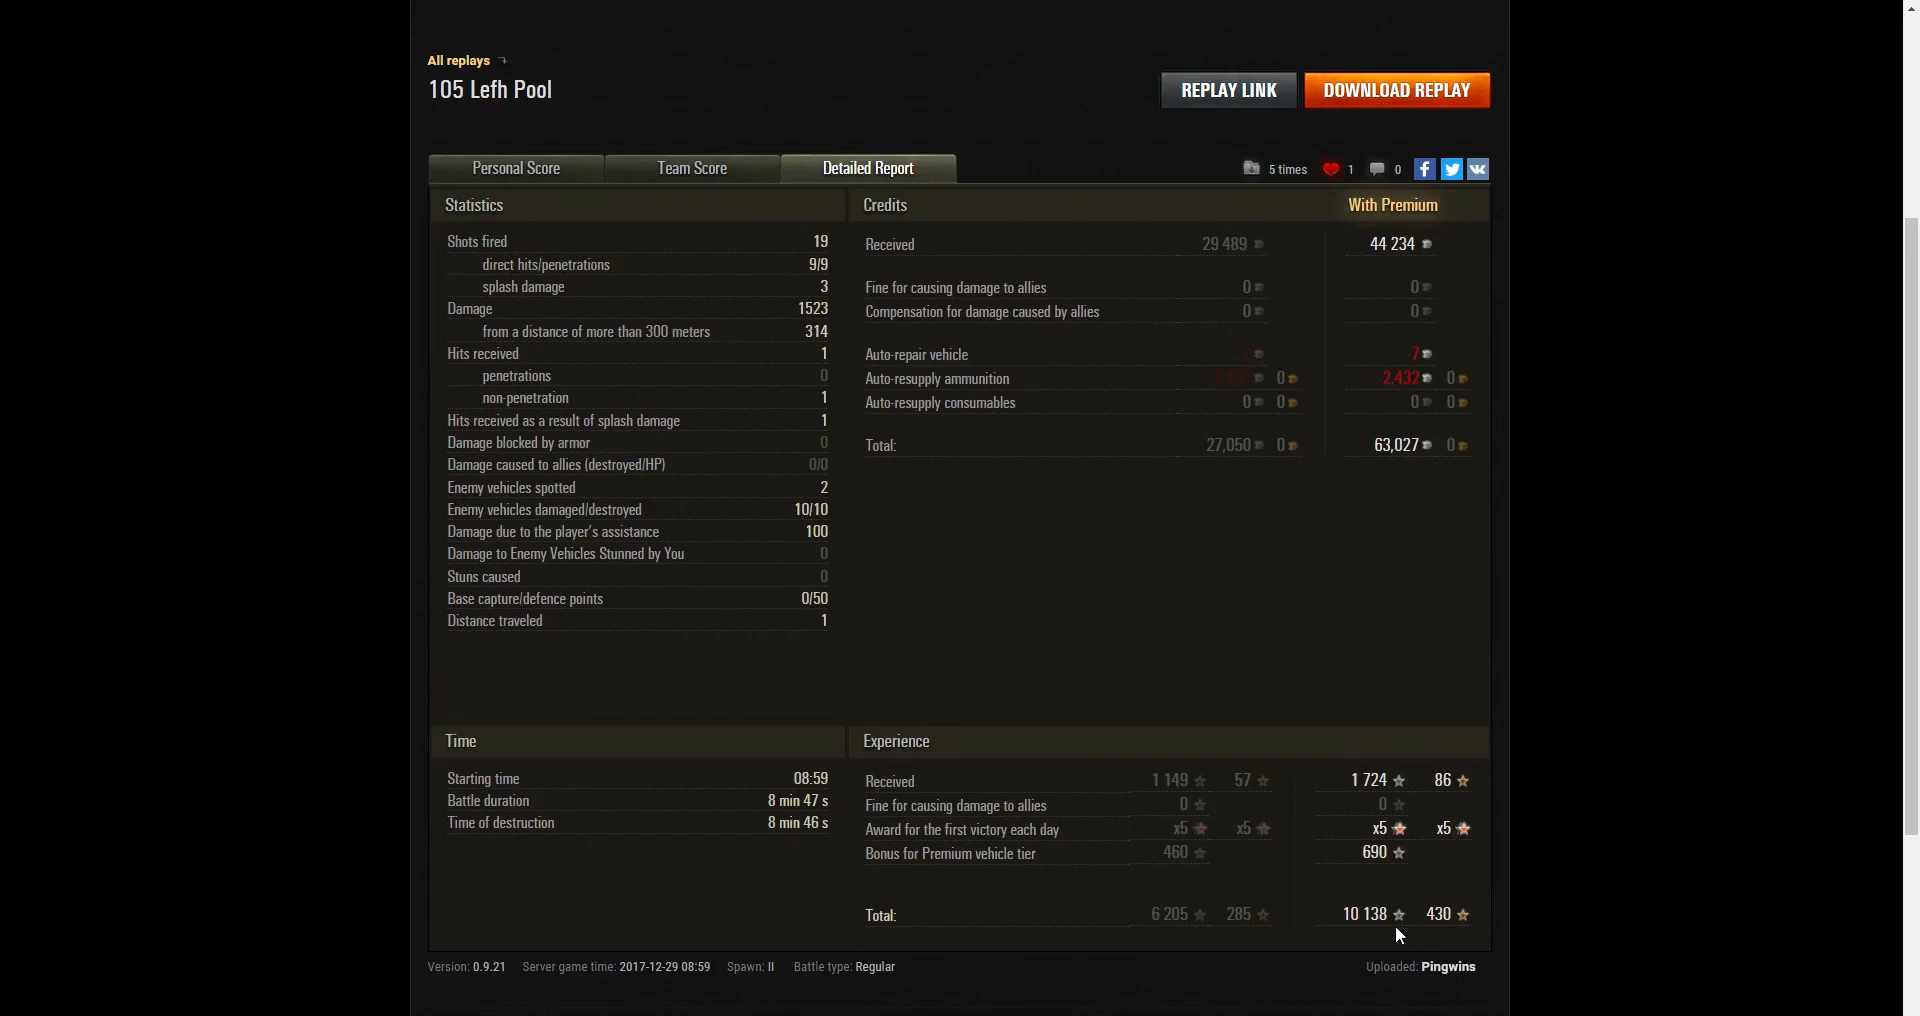 All replays
105 Lefh Pool
REPLAY LINK
DOWNLOAD REPLAY
Personal Score
Team Score
Detailed Report
5 times
1
0
Statistics
Shots fired 19
direct hits/penetrations 9/9
splash damage 3
Damage 1523
from a distance of more than 300 meters 314
Hits received 1
penetrations 0
non-penetration 1
Hits received as a result of splash damage 1
Damage blocked by armor 0
Damage caused to allies (destroyed/HP) 0/0
Enemy vehicles spotted 2
Enemy vehicles damaged/destroyed 10/10
Damage due to the player's assistance 100
Damage to Enemy Vehicles Stunned by You 0
Stuns caused 0
Base capture/defence points 0/50
Distance traveled 1
Credits With Premium
Received 29 489 44 234
Fine for causing damage to allies 0 0
Compensation for damage caused by allies 0 0
Auto-repair vehicle -7
Auto-resupply ammunition 0 -2,432 0
Auto-resupply consumables 0 0 0 0
Total: 27,050 0 63,027 0
Time
Starting time 08:59
Battle duration 8 min 47 s
Time of destruction 8 min 46 s
Experience
Received 1 149 57 1 724 86
Fine for causing damage to allies 0 0
Award for the first victory each day x5 x5 x5 x5
Bonus for Premium vehicle tier 460 690
Total: 6 205 285 10 138 430
Version: 0.9.21 Server game time: 2017-12-29 08:59 Spawn: II Battle type: Regular Uploaded: Pingwins